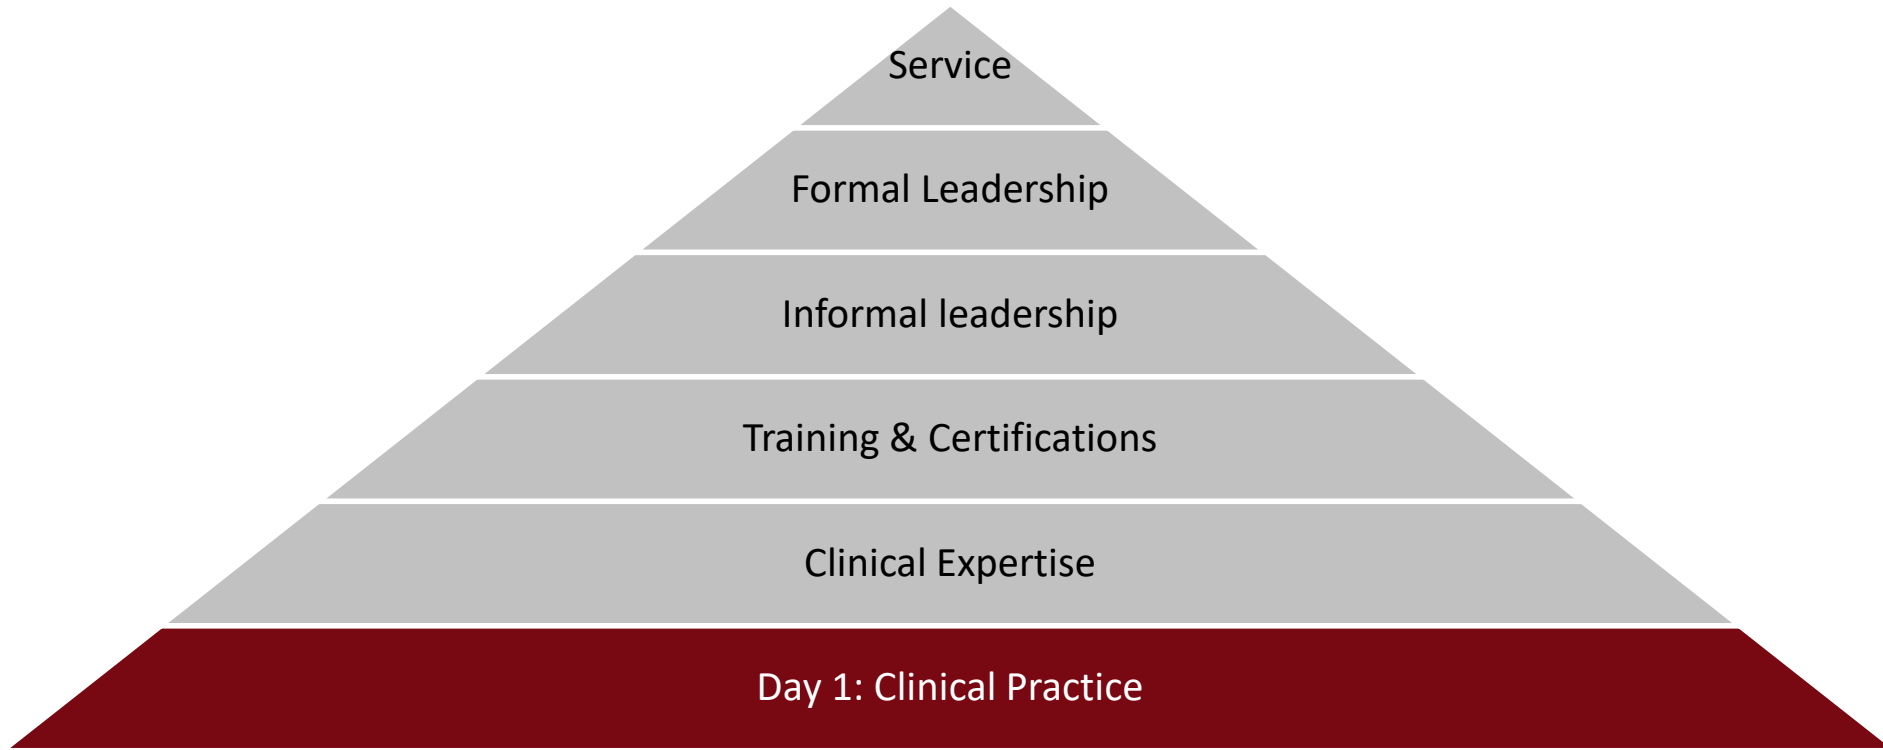 Service
Formal Leadership
Informal leadership
Training & Certifications
Clinical Expertise
Day 1: Clinical Practice